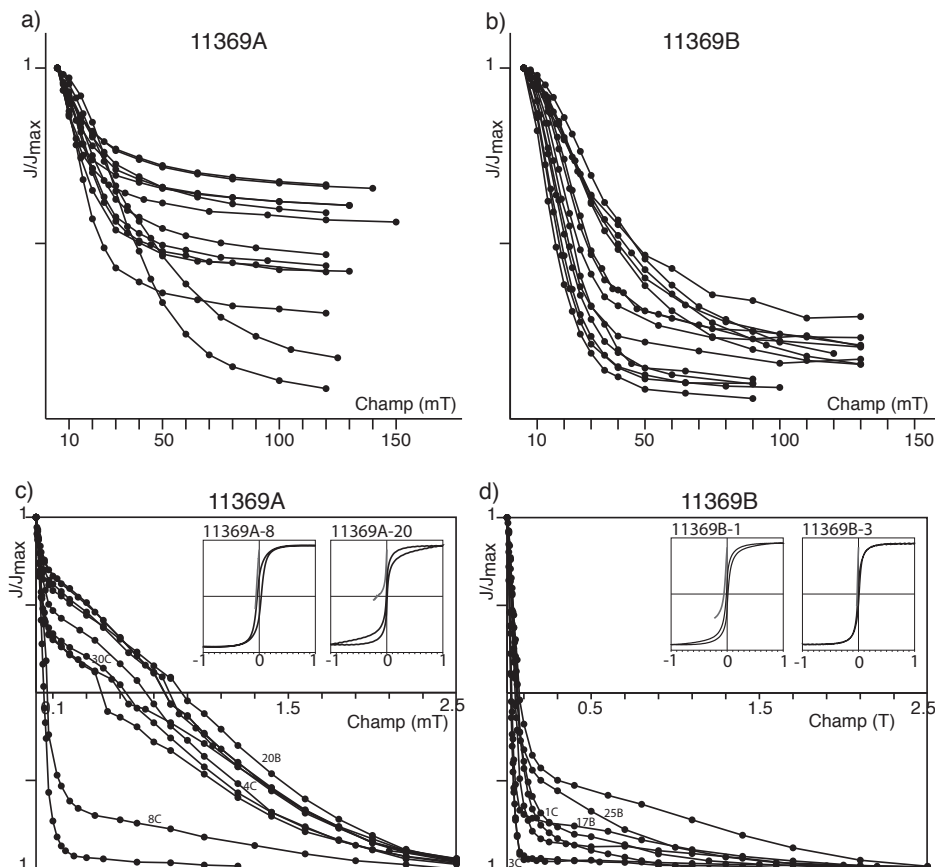 a)
11369A
1
J/Jmax
Champ (mT)
10 50 100 150
b)
11369B
1
J/Jmax
Champ (mT)
10 50 100 150
c)
11369A
1
J/Jmax
11369A-8
-1 0 1
11369A-20
-1 0 1
30C
.1 1.5 2.5
Champ (mT)
20B
4C
8C
1
d)
11369B
1
J/Jmax
11369B-1
-1 0 1
11369B-3
-1 0 1
0.5 1.5 2.5
Champ (T)
1C
25B
17B
3C
1